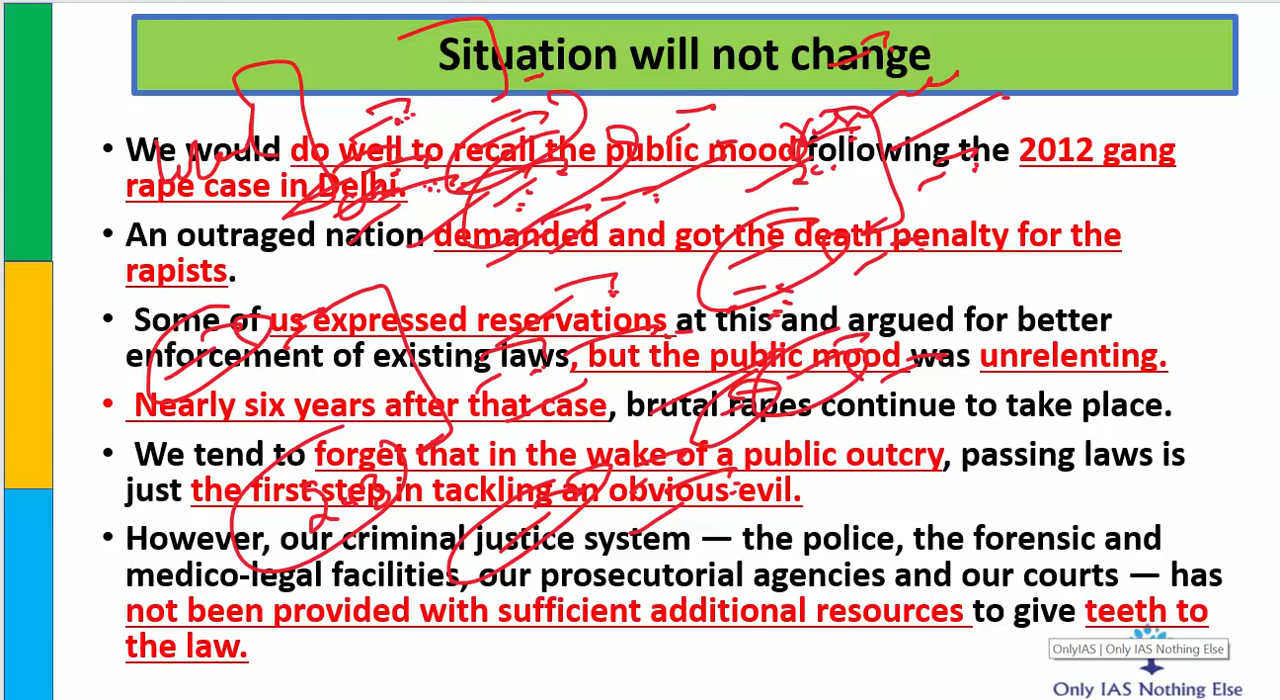 Situation will not change
• We would do well to recall the public mood following the 2012 gang
rape case in Delhi.
• An outraged nation demanded and got the death penalty for the
rapists.
• Some of us expressed reservations at this and argued for better
enforcement of existing laws, but the public mood was unrelenting.
• Nearly six years after that case, brutal rapes continue to take place.
• We tend to forget that in the wake of a public outcry, passing laws is
just the first step in tackling an obvious evil.
• However, our criminal justice system — the police, the forensic and
medico-legal facilities, our prosecutorial agencies and our courts — has
not been provided with sufficient additional resources to give teeth to
the law.
OnlyIAS | Only IAS Nothing Else
Only IAS Nothing Else